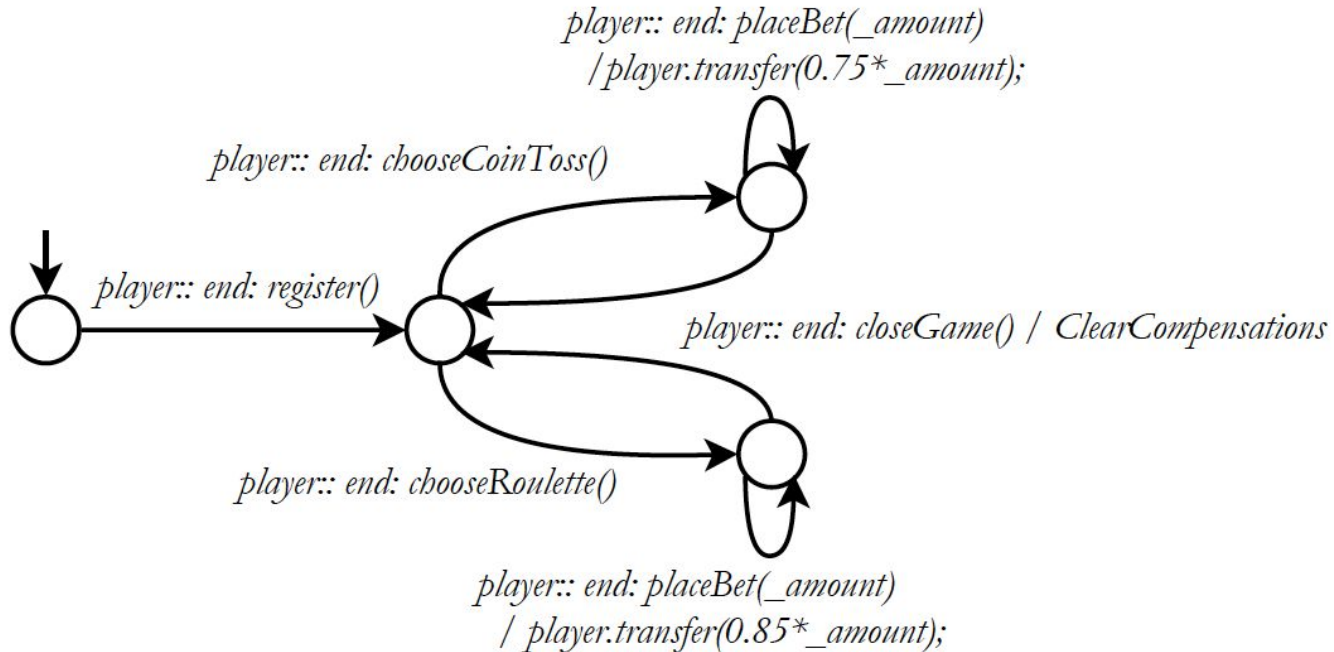 player:: end: placeBet(_amount)
/player.transfer(0.75*_amount);
player:: end: chooseCoinToss()
player:: end: register()
player:: end: closeGame() / ClearCompensations
player:: end: chooseRoulette()
player:: end: placeBet(_amount)
/ player.transfer(0.85*_amount);